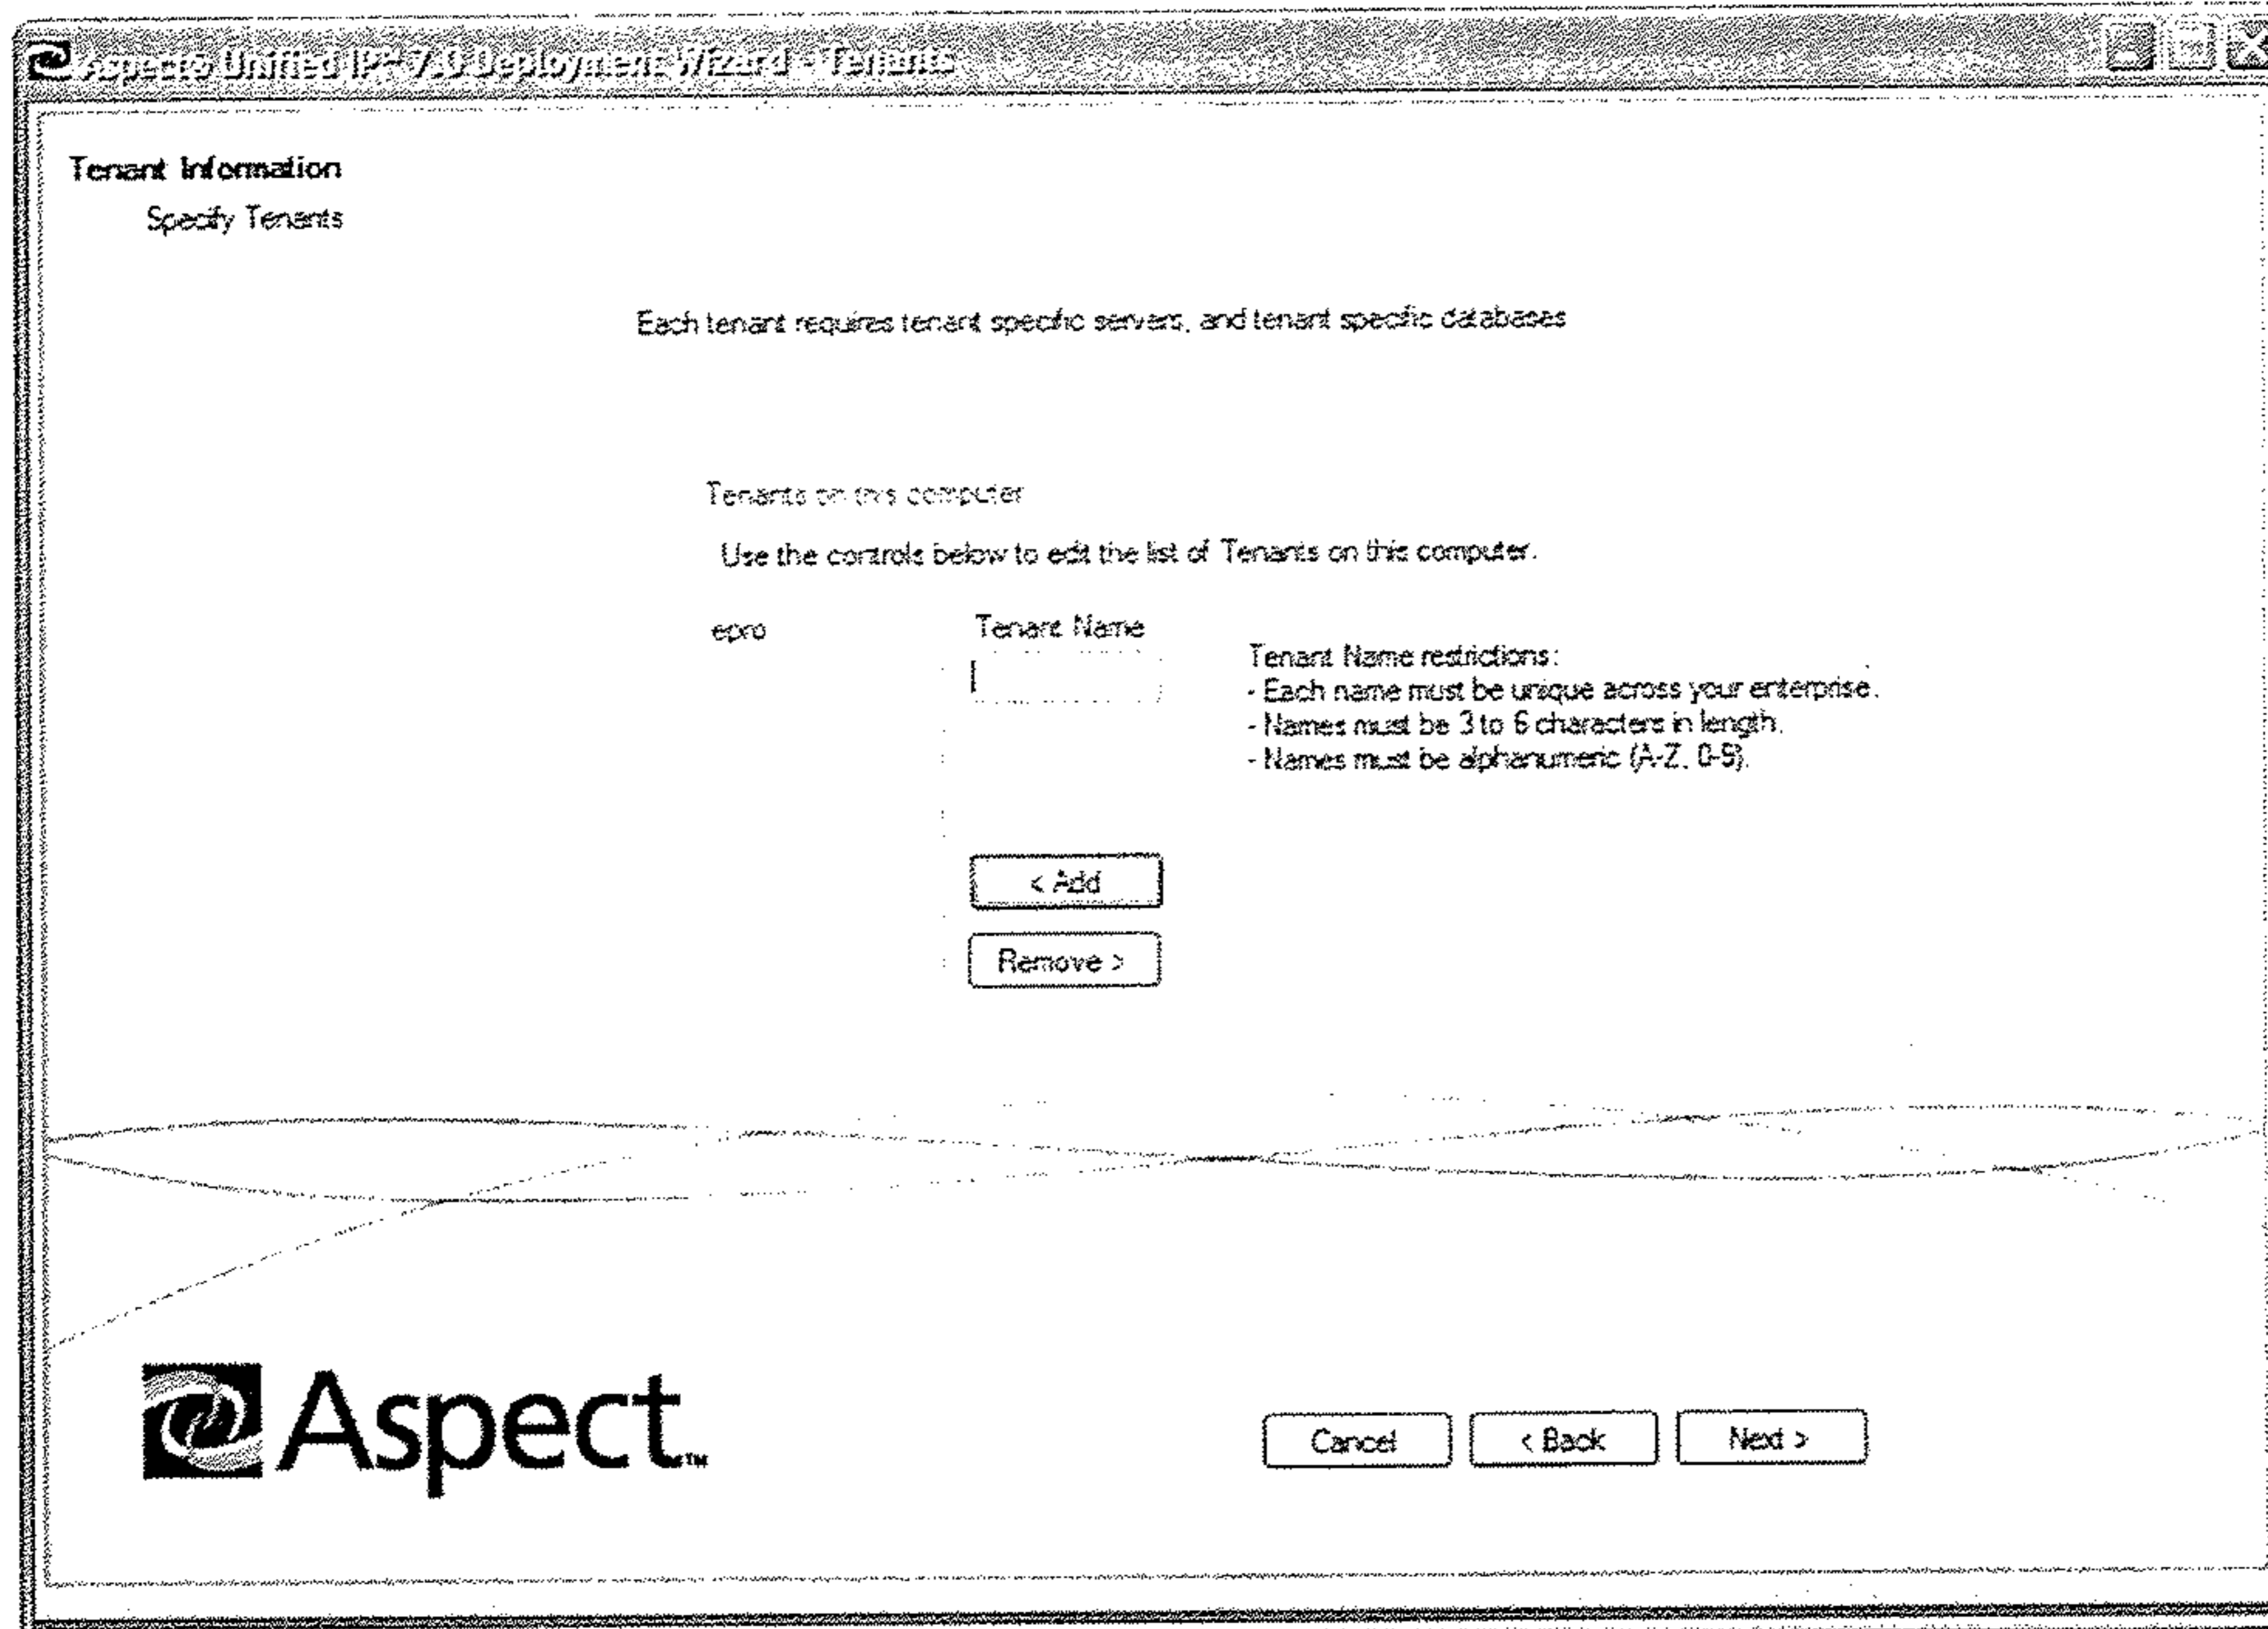 Aspect® Unified IP™ 7.0 Deployment Wizard - Tenants
Tenant Information
Specify Tenants
Each tenant requires tenant specific servers, and tenant specific databases
Tenants on this computer
Use the controls below to edit the list of Tenants on this computer.
epro
Tenant Name
Tenant Name restrictions:
- Each name must be unique across your enterprise.
- Names must be 3 to 6 characters in length.
- Names must be alphanumeric (A-Z, 0-9).
< Add
Remove >
Aspect™
Cancel
< Back
Next >